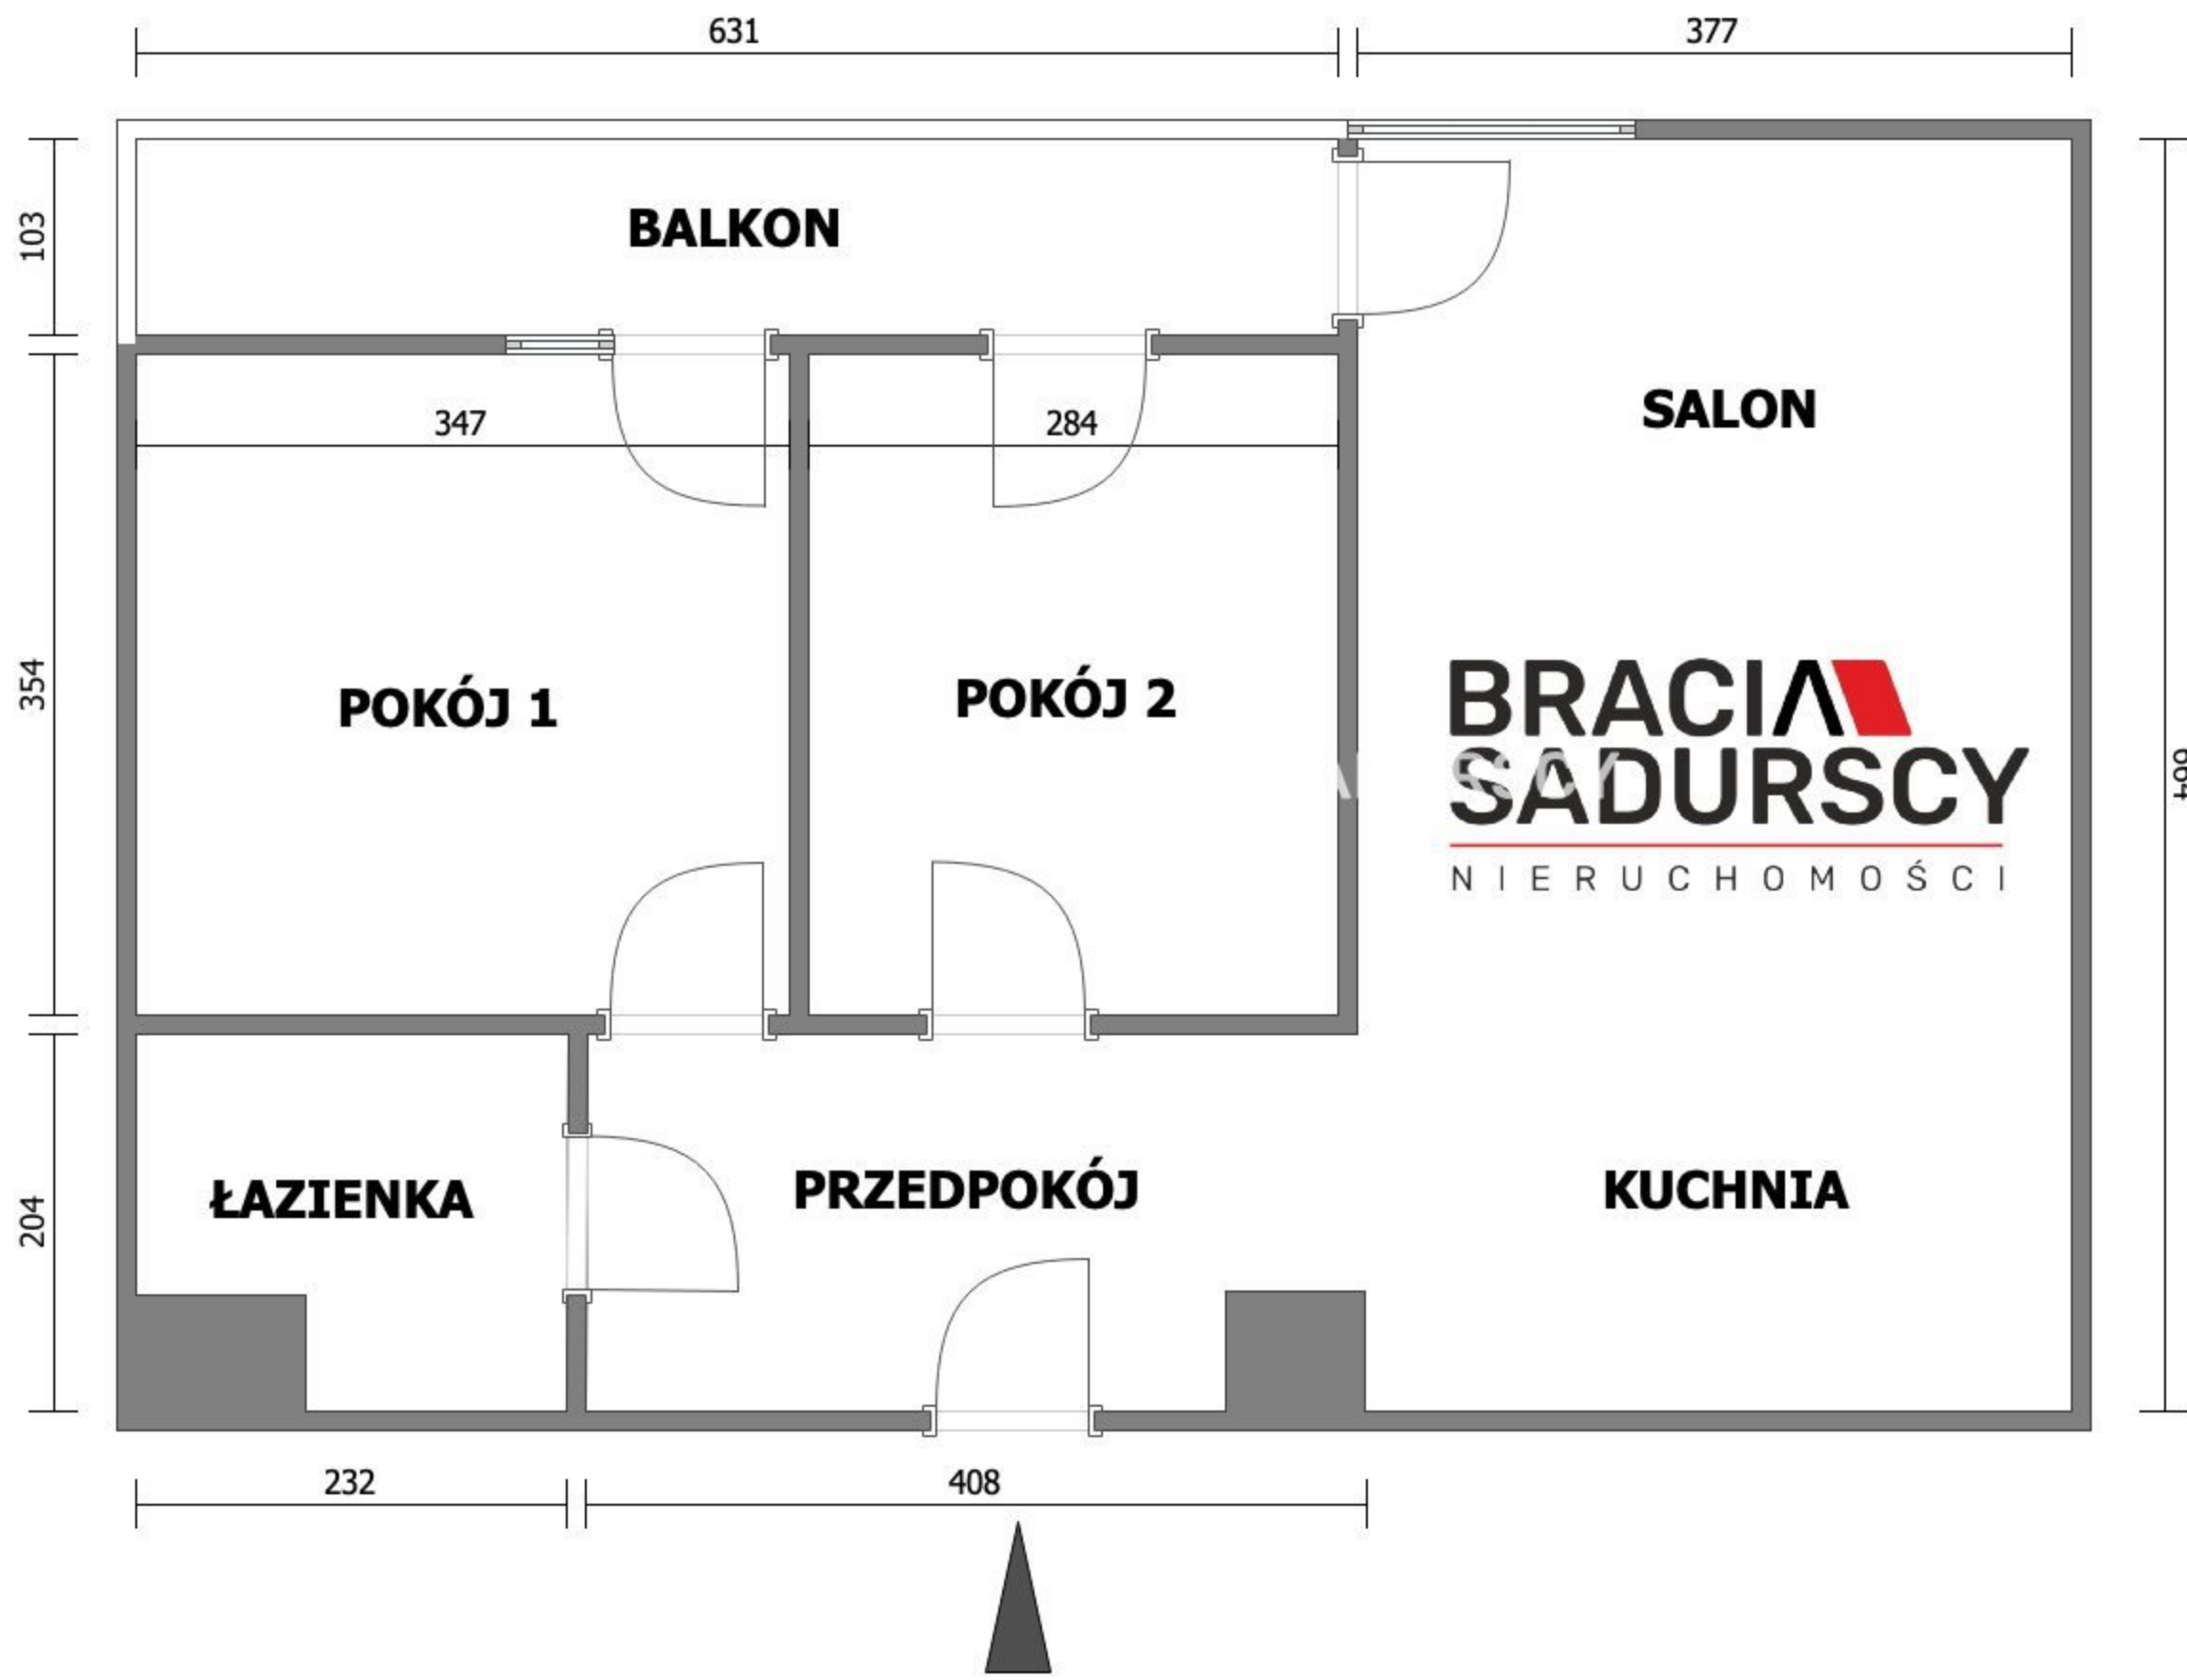 631
377
103
BALKON
SALON
347
284
354
POKÓJ 1
POKÓJ 2
BRACIA
SADURSCY
NIERUCHOMOŚCI
204
ŁAZIENKA
PRZEDPOKÓJ
KUCHNIA
232
408